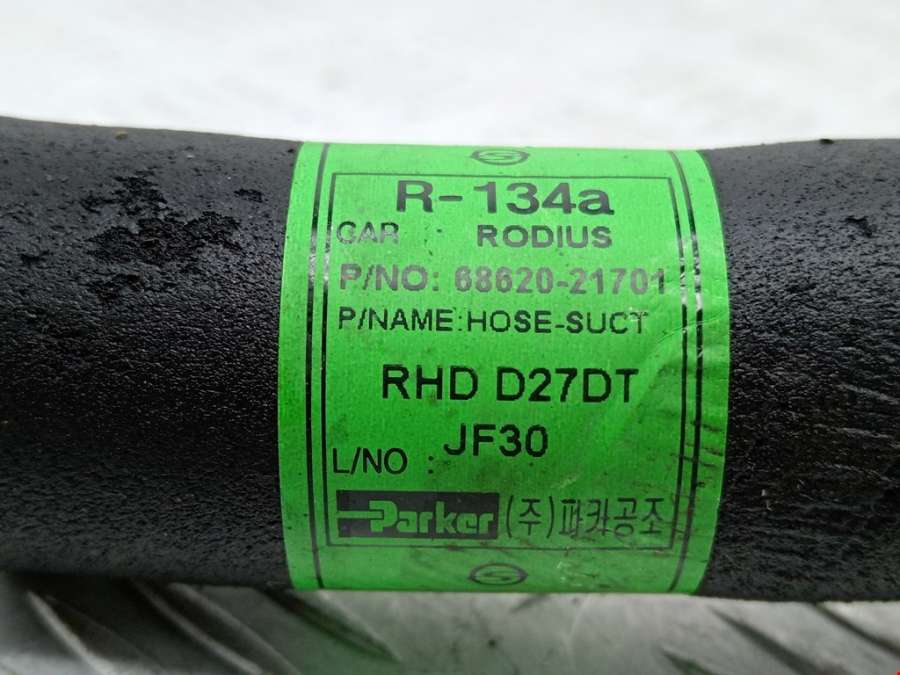 R-134a
CAR : RODIUS
P/NO: 68620-21701
P/NAME:HOSE-SUCT
RHD D27DT
L/NO : JF30
Parker (주)파카공조